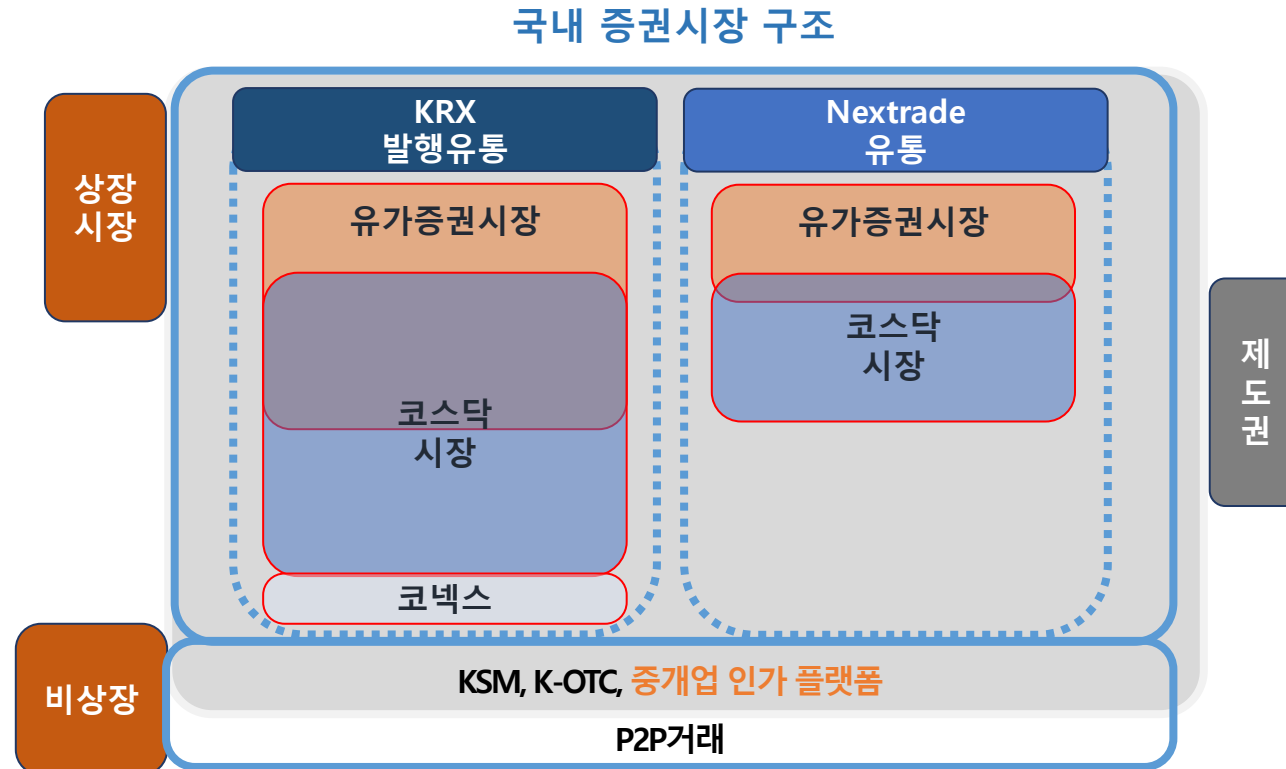 국내 증권시장 구조
상장
시장
KRX
발행유통
유가증권시장
코스닥
시장
코넥스
Nextrade
유통
유가증권시장
코스닥
시장
제
도
권
비상장
KSM, K-OTC, 중개업 인가 플랫폼
P2P거래